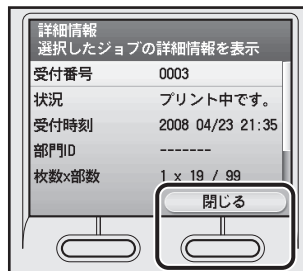 詳細情報
選択したジョブの詳細情報を表示
受付番号 0003
状況 プリント中です。
受付時刻 2008 04/23 21:35
部門ID -------
枚数x部数 1 x 19 / 99
閉じる